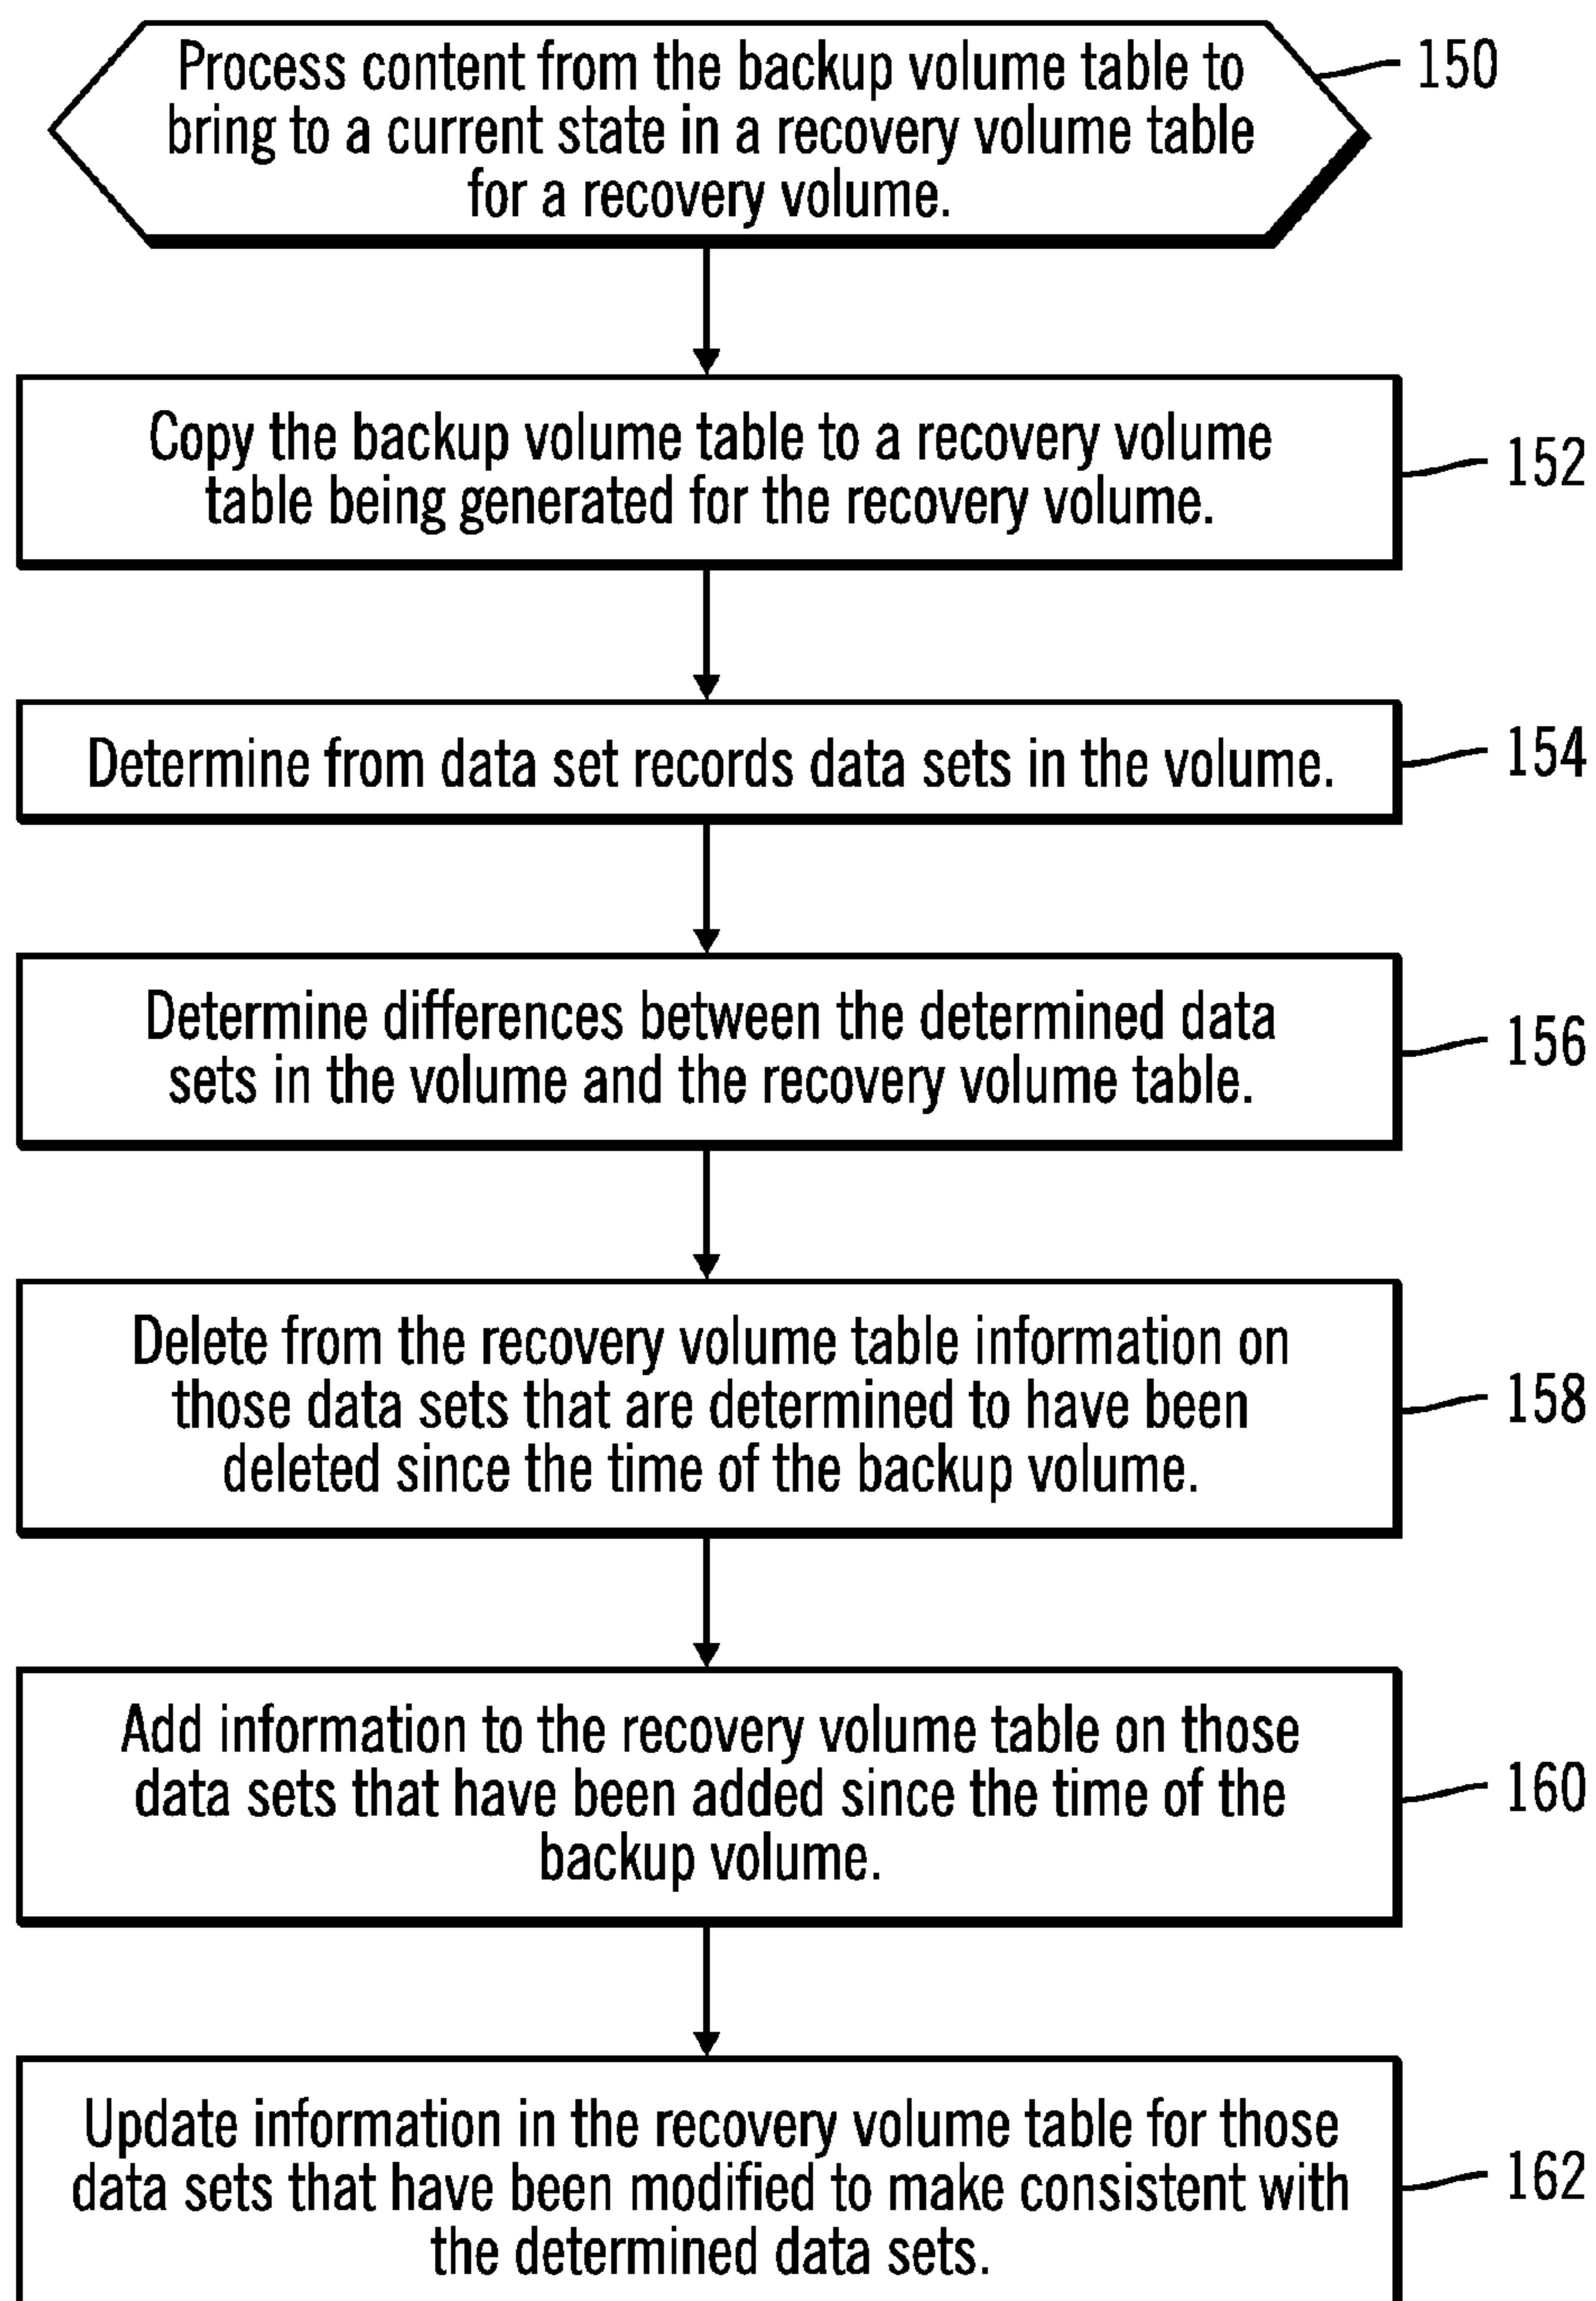 Process content from the backup volume table to
bring to a current state in a recovery volume table
for a recovery volume.
150
Copy the backup volume table to a recovery volume
table being generated for the recovery volume.
152
Determine from data set records data sets in the volume.
154
Determine differences between the determined data
sets in the volume and the recovery volume table.
156
Delete from the recovery volume table information on
those data sets that are determined to have been
deleted since the time of the backup volume.
158
Add information to the recovery volume table on those
data sets that have been added since the time of the
backup volume.
160
Update information in the recovery volume table for those
data sets that have been modified to make consistent with
the determined data sets.
162